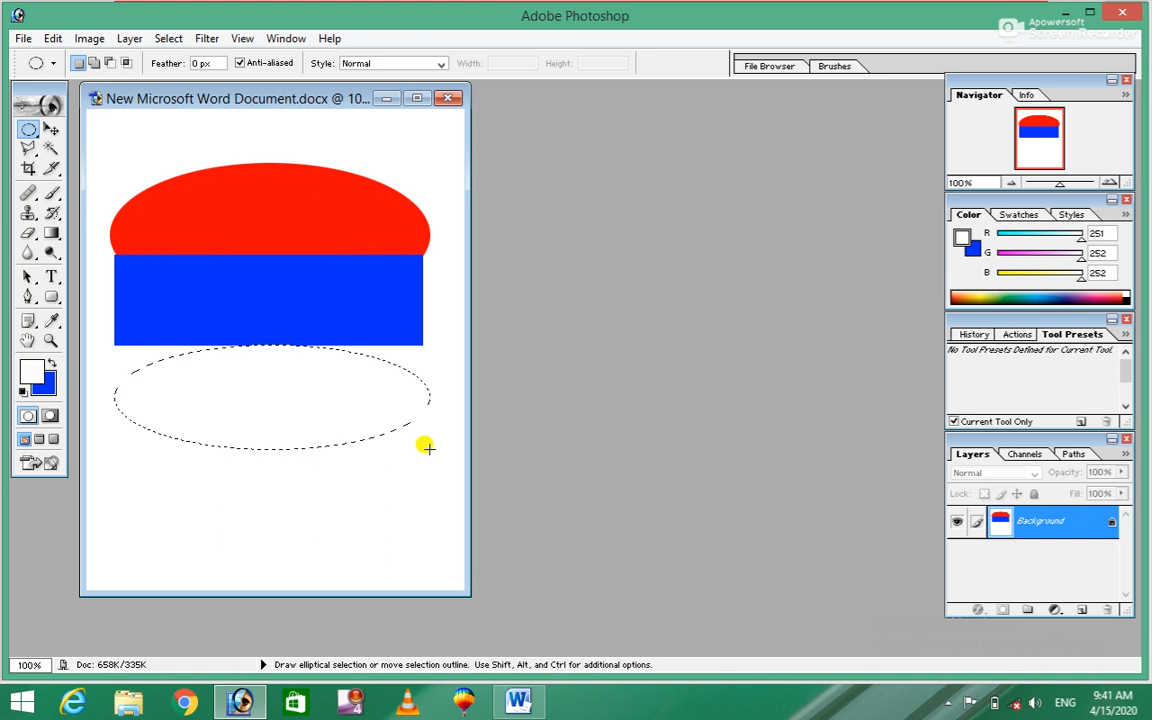 Adobe Photoshop
Apowersoft
Screen Recorder
File Edit Image Layer Select Filter View Window Help
Feather: 0 px Anti-aliased Style: Normal Width: Height: File Browser Brushes
New Microsoft Word Document.docx @ 10...
Navigator Info
100%
Color Swatches Styles
R 251
G 252
B 252
History Actions Tool Presets
No Tool Presets Defined for Current Tool.
Current Tool Only
Layers Channels Paths
Normal Opacity: 100%
Lock: Fill: 100%
Background
T
100% Doc: 658K/335K Draw elliptical selection or move selection outline. Use Shift, Alt, and Ctrl for additional options.
4 W ENG
9:41 AM
4/15/2020